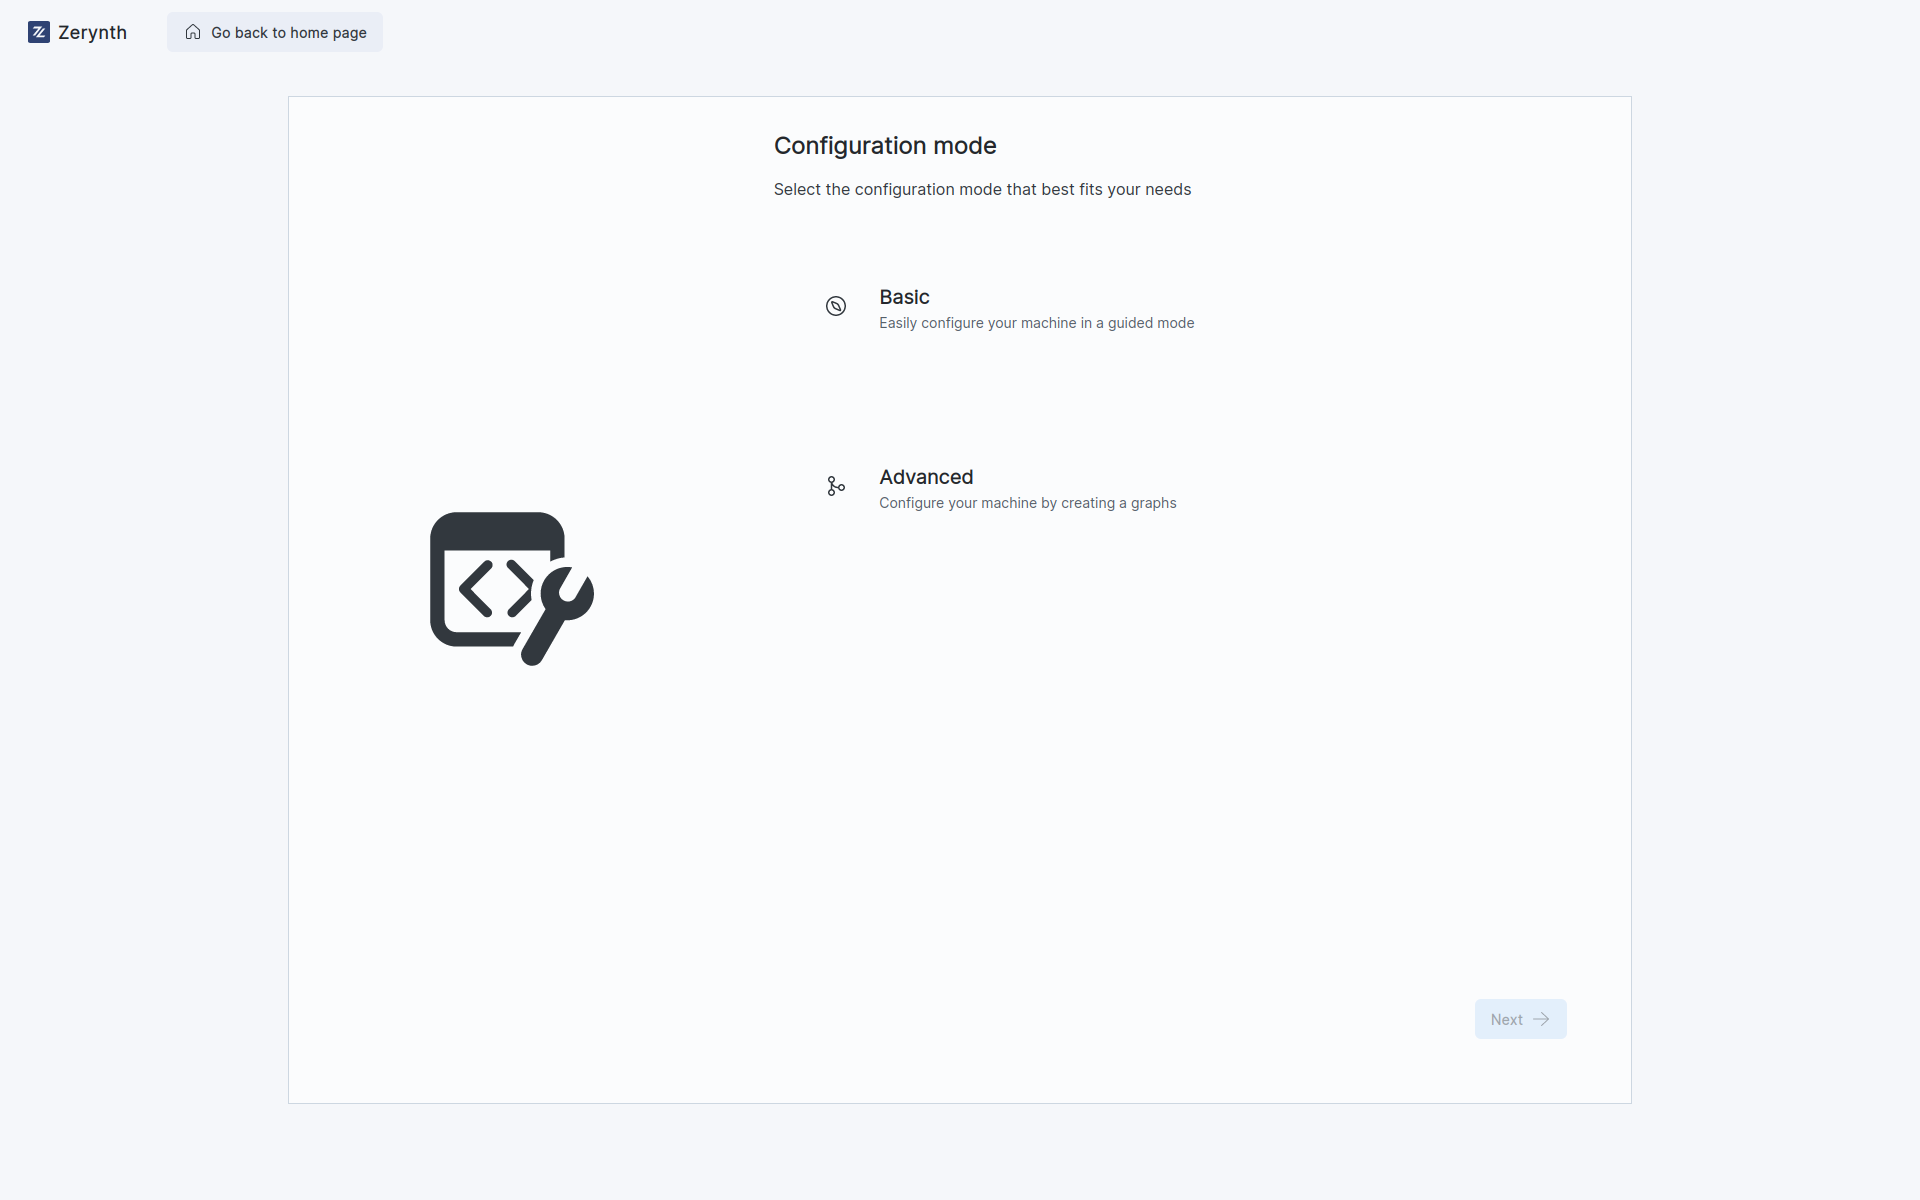 Zerynth
Go back to home page
Configuration mode
Select the configuration mode that best fits your needs
Basic
Easily configure your machine in a guided mode
Advanced
Configure your machine by creating a graphs
Next